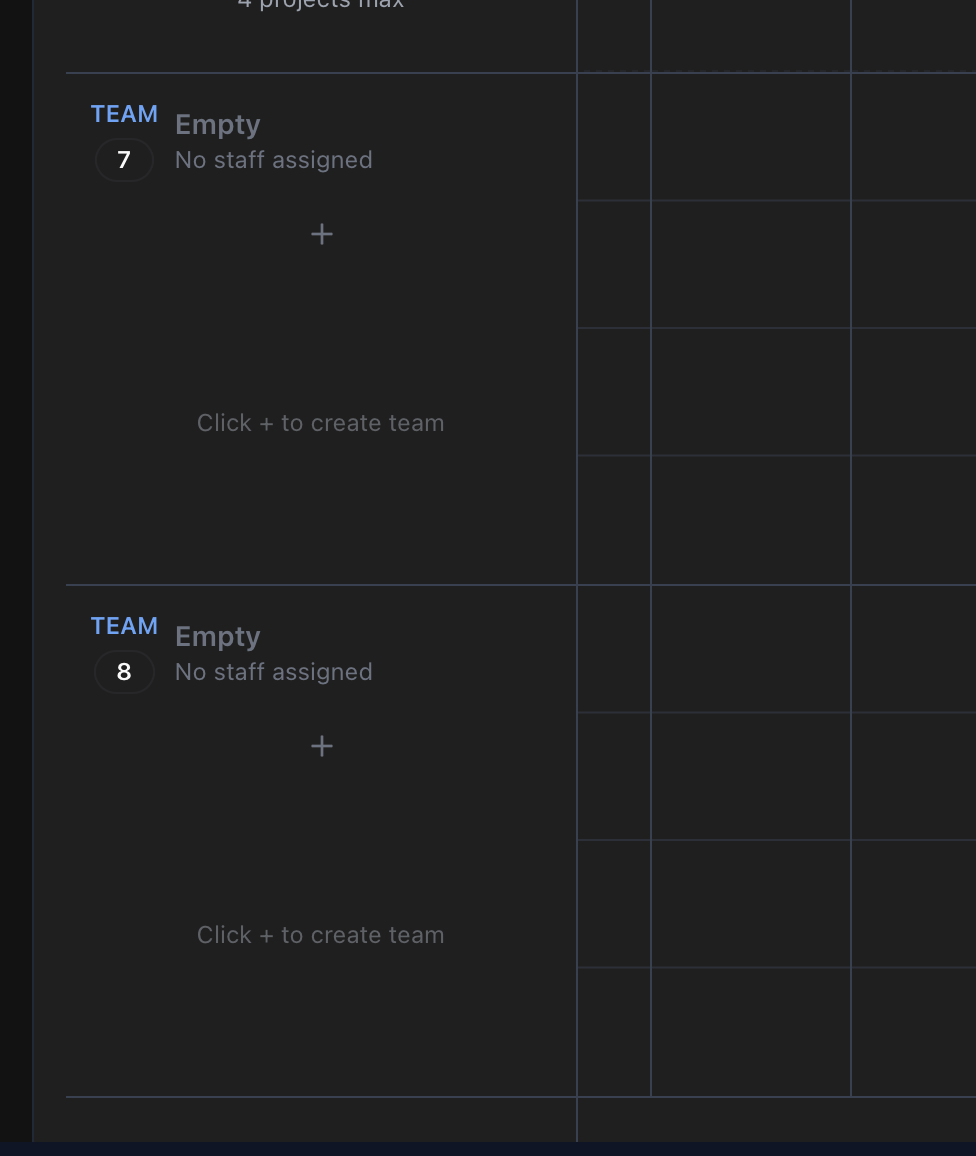 4 projects max
TEAM
7
Empty
No staff assigned
+
Click + to create team
TEAM
8
Empty
No staff assigned
+
Click + to create team